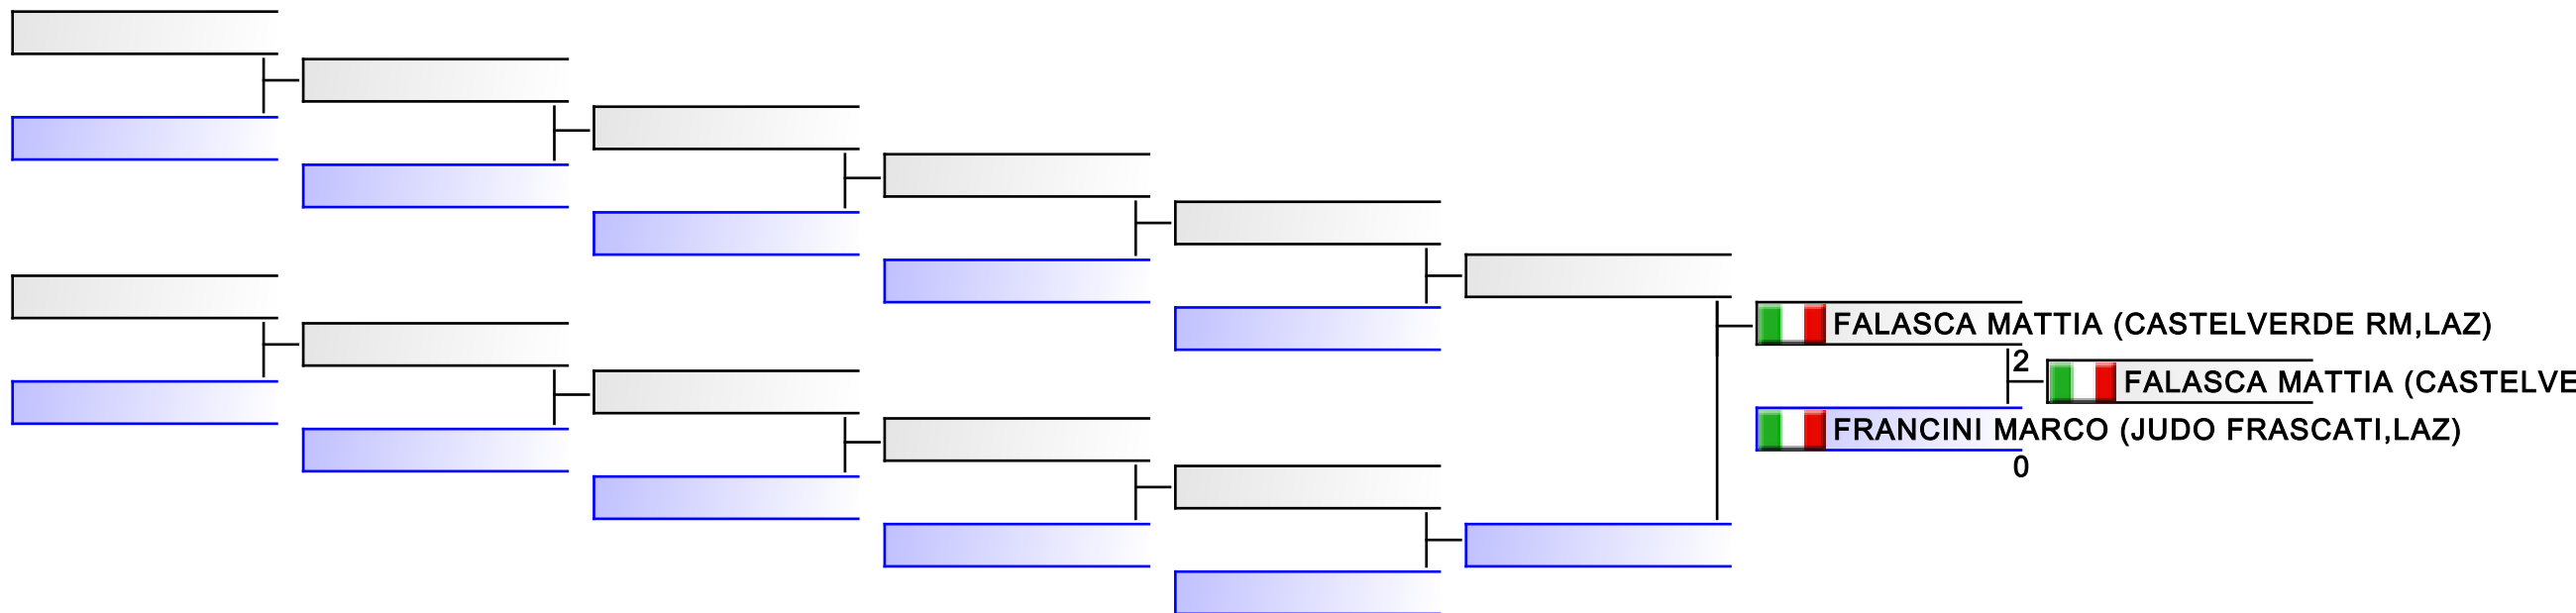 FALASCA MATTIA (CASTELVERDE RM,LAZ)
2
FALASCA MATTIA (CASTELVE
FRANCINI MARCO (JUDO FRASCATI,LAZ)
0